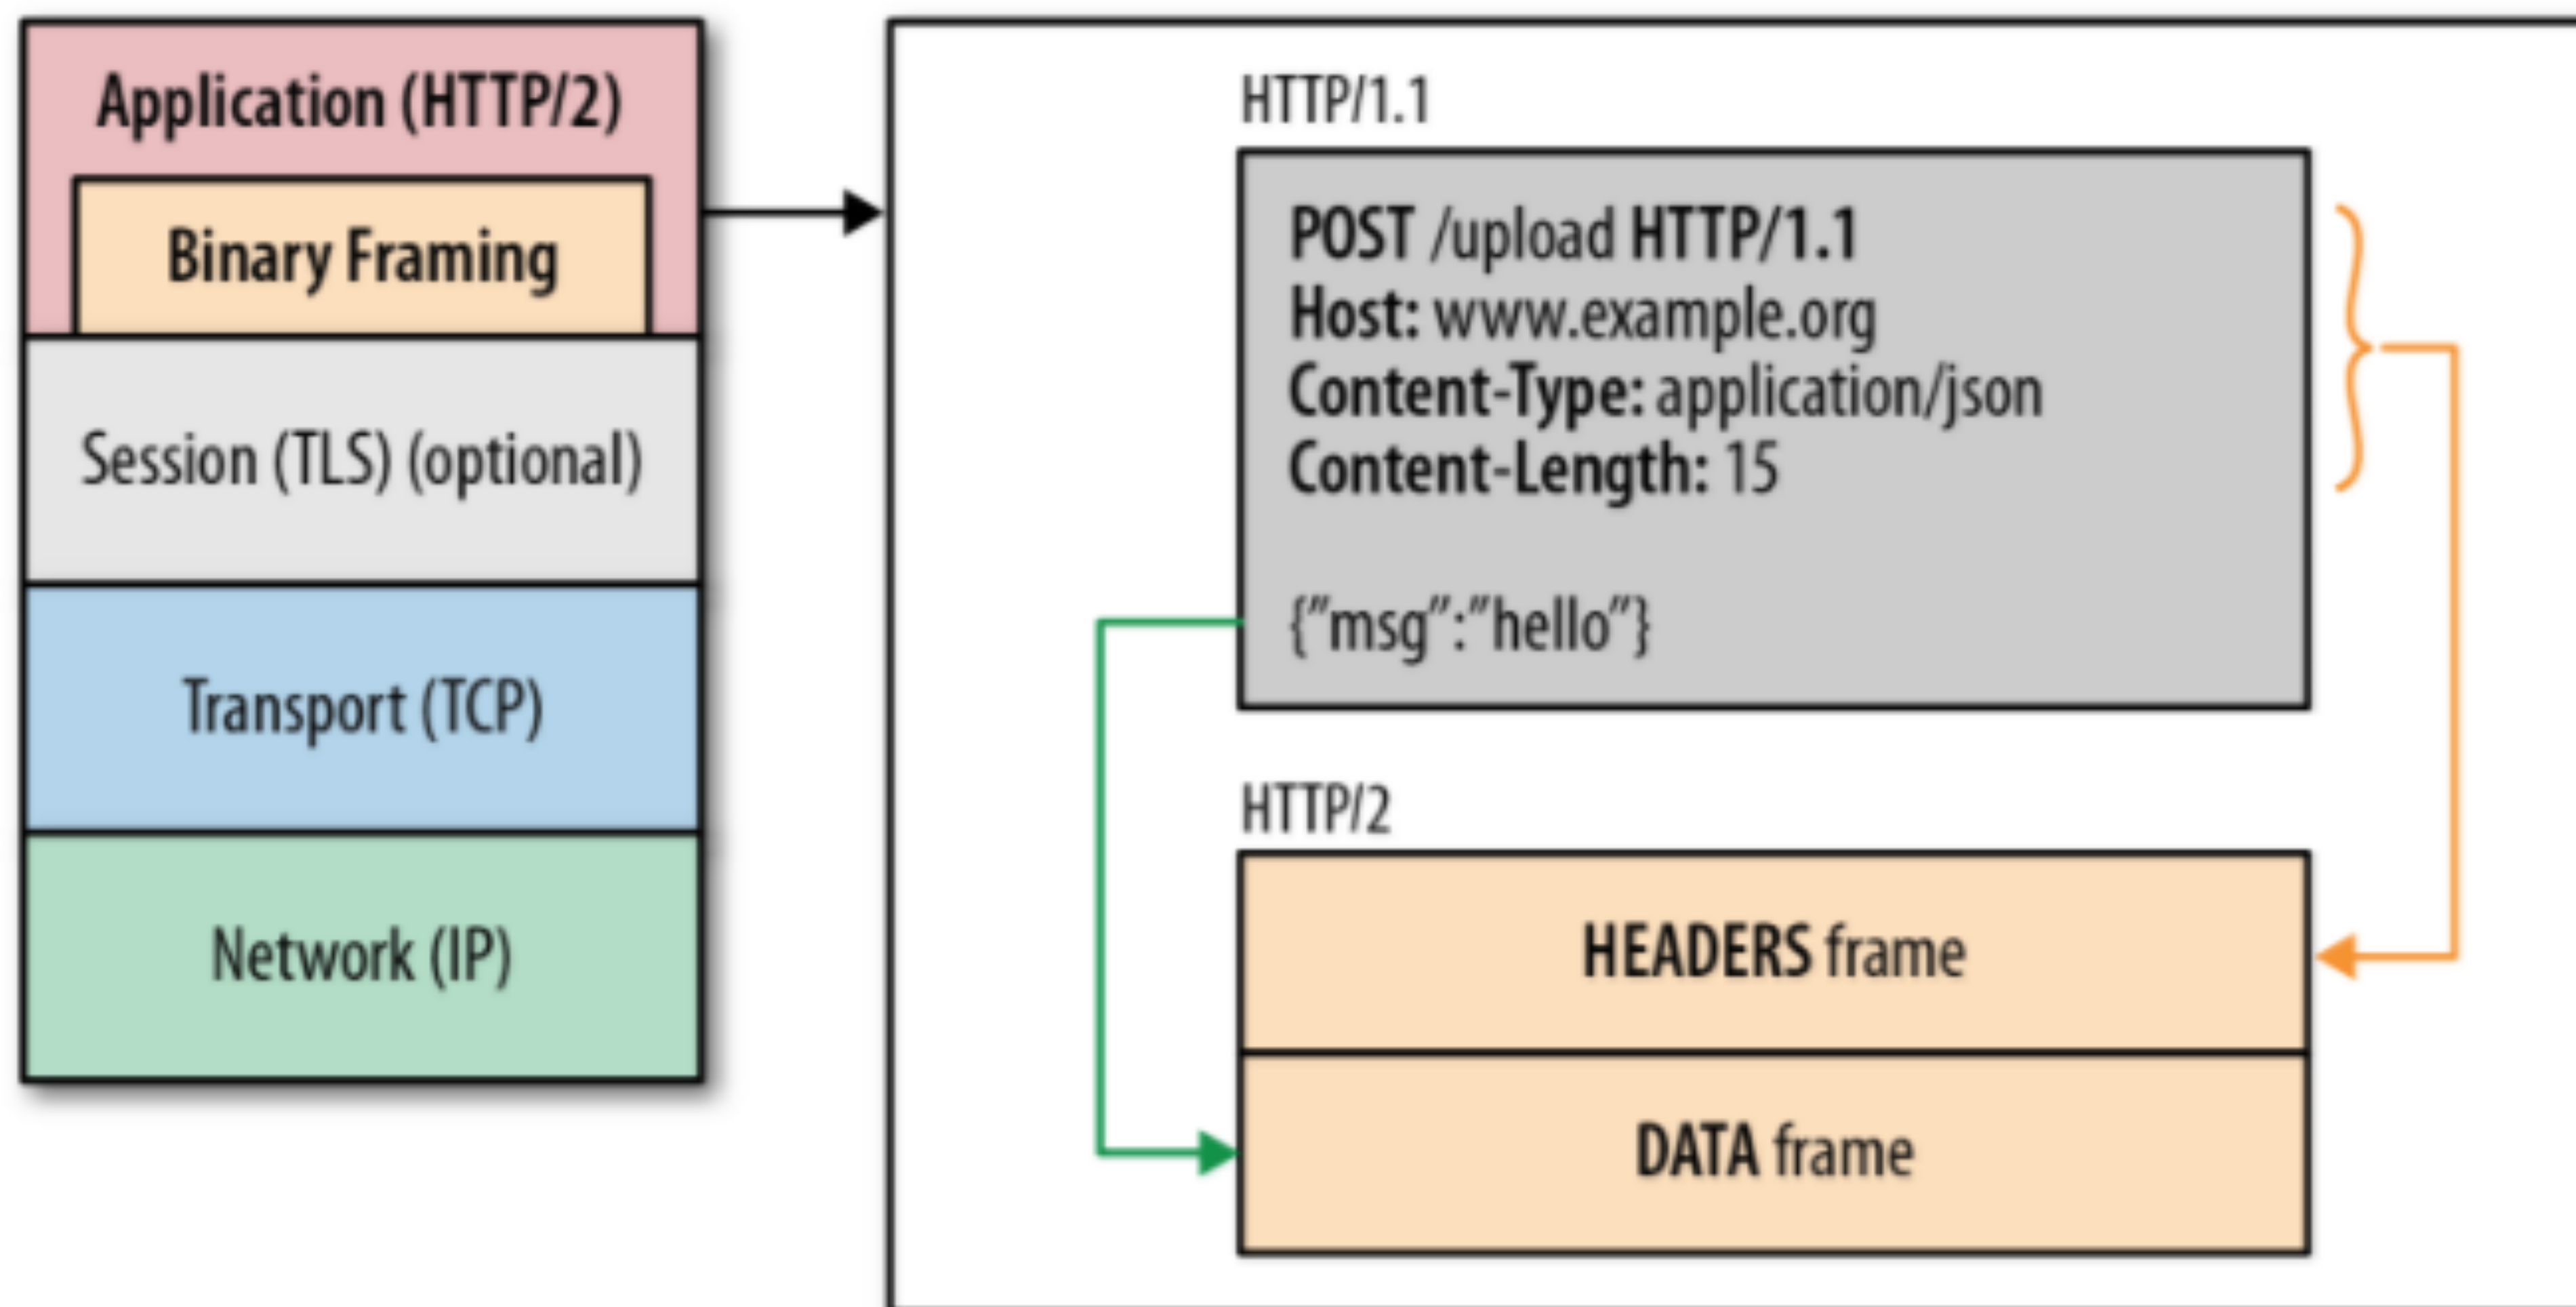 Application (HTTP/2)
Binary Framing
Session (TLS) (optional)
Transport (TCP)
Network (IP)
HTTP/1.1
POST /upload HTTP/1.1
Host: www.example.org
Content-Type: application/json
Content-Length: 15
{”msg”:”hello”}
HTTP/2
HEADERS frame
DATA frame